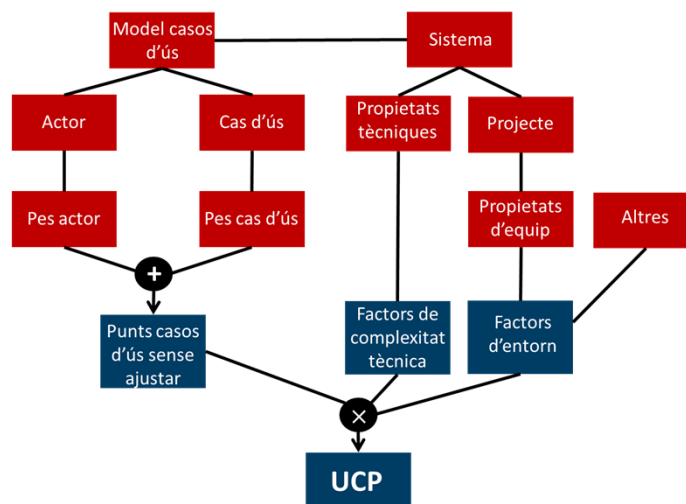 Model casos
d'ús
Sistema
Actor
Cas d'ús
Propietats
tècniques
Projecte
Pes actor
Pes cas d'ús
Propietats
d'equip
Altres
+
Punts casos
d'ús sense
ajustar
Factors de
complexitat
tècnica
Factors
d'entorn
×
UCP